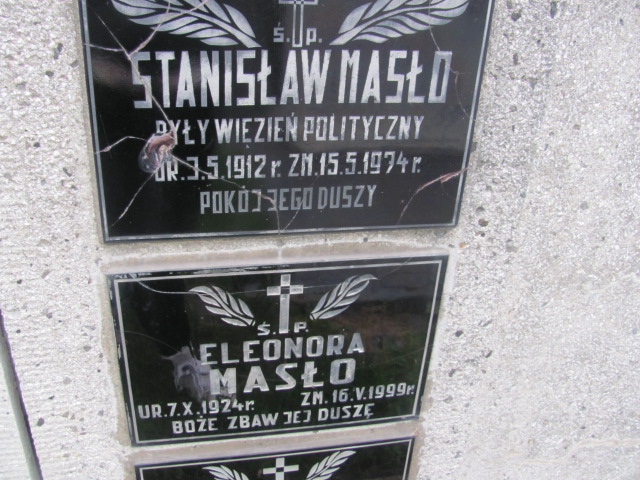 Ś. P.
STANISŁAW MASŁO
BYŁY WIĘZIEŃ POLITYCZNY
UR. 3.5.1912 r. ZM. 15.5.1974 r.
POKÓJ JEGO DUSZY
Ś. P.
ELEONORA
MASŁO
UR. 7.X.1924 r. ZM. 16.V.1999 r.
BOŻE ZBAW JEJ DUSZĘ